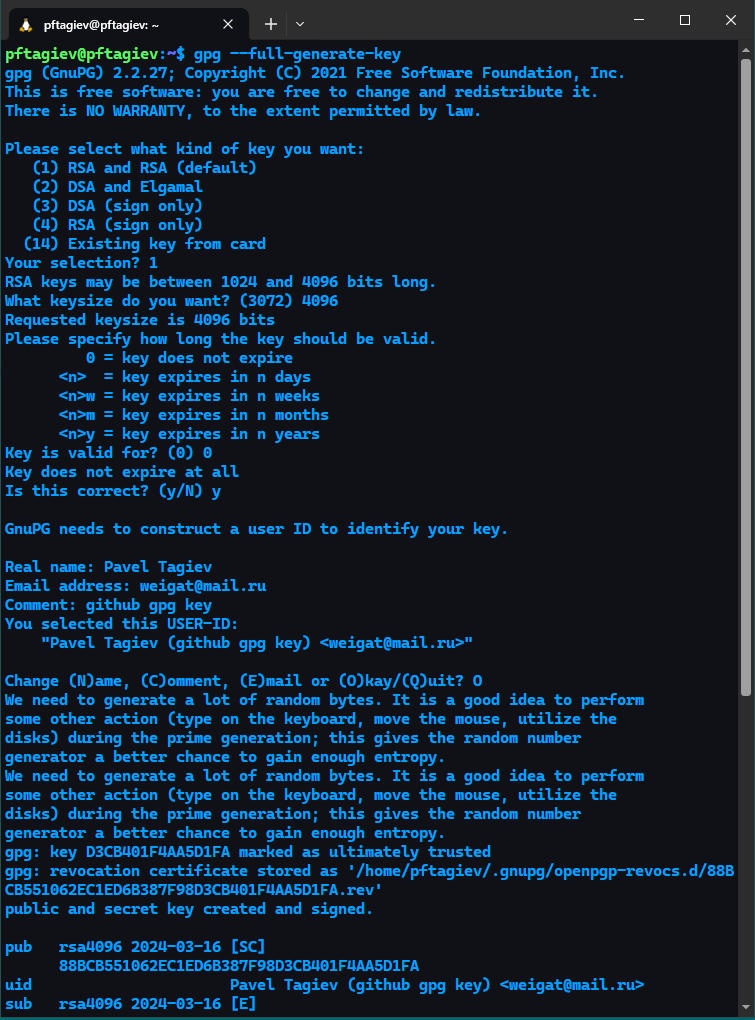 pftagiev@pftagiev: ~
pftagiev@pftagiev:~$ gpg --full-generate-key
gpg (GnuPG) 2.2.27; Copyright (C) 2021 Free Software Foundation, Inc.
This is free software: you are free to change and redistribute it.
There is NO WARRANTY, to the extent permitted by law.

Please select what kind of key you want:
   (1) RSA and RSA (default)
   (2) DSA and Elgamal
   (3) DSA (sign only)
   (4) RSA (sign only)
  (14) Existing key from card
Your selection? 1
RSA keys may be between 1024 and 4096 bits long.
What keysize do you want? (3072) 4096
Requested keysize is 4096 bits
Please specify how long the key should be valid.
         0 = key does not expire
      <n>  = key expires in n days
      <n>w = key expires in n weeks
      <n>m = key expires in n months
      <n>y = key expires in n years
Key is valid for? (0) 0
Key does not expire at all
Is this correct? (y/N) y

GnuPG needs to construct a user ID to identify your key.

Real name: Pavel Tagiev
Email address: weigat@mail.ru
Comment: github gpg key
You selected this USER-ID:
    "Pavel Tagiev (github gpg key) <weigat@mail.ru>"

Change (N)ame, (C)omment, (E)mail or (O)kay/(Q)uit? O
We need to generate a lot of random bytes. It is a good idea to perform
some other action (type on the keyboard, move the mouse, utilize the
disks) during the prime generation; this gives the random number
generator a better chance to gain enough entropy.
We need to generate a lot of random bytes. It is a good idea to perform
some other action (type on the keyboard, move the mouse, utilize the
disks) during the prime generation; this gives the random number
generator a better chance to gain enough entropy.
gpg: key D3CB401F4AA5D1FA marked as ultimately trusted
gpg: revocation certificate stored as '/home/pftagiev/.gnupg/openpgp-revocs.d/88B
CB551062EC1ED6B387F98D3CB401F4AA5D1FA.rev'
public and secret key created and signed.

pub   rsa4096 2024-03-16 [SC]
      88BCB551062EC1ED6B387F98D3CB401F4AA5D1FA
uid                      Pavel Tagiev (github gpg key) <weigat@mail.ru>
sub   rsa4096 2024-03-16 [E]